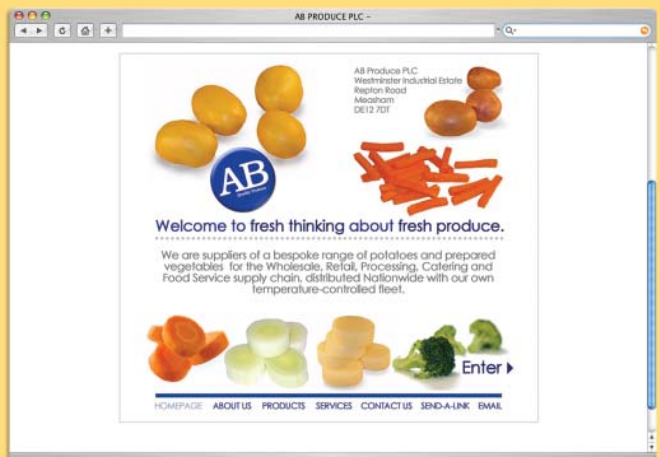 AB PRODUCE PLC –
AB Produce PLC
Westminster Industrial Estate
Repton Road
Measham
DE12 7DT
AB
Welcome to fresh thinking about fresh produce.
We are suppliers of a bespoke range of potatoes and prepared
vegetables for the Wholesale, Retail, Processing, Catering and
Food Service supply chain, distributed Nationwide with our own
temperature-controlled fleet.
Enter
HOMEPAGE ABOUT US PRODUCTS SERVICES CONTACT US SEND-A-LINK EMAIL